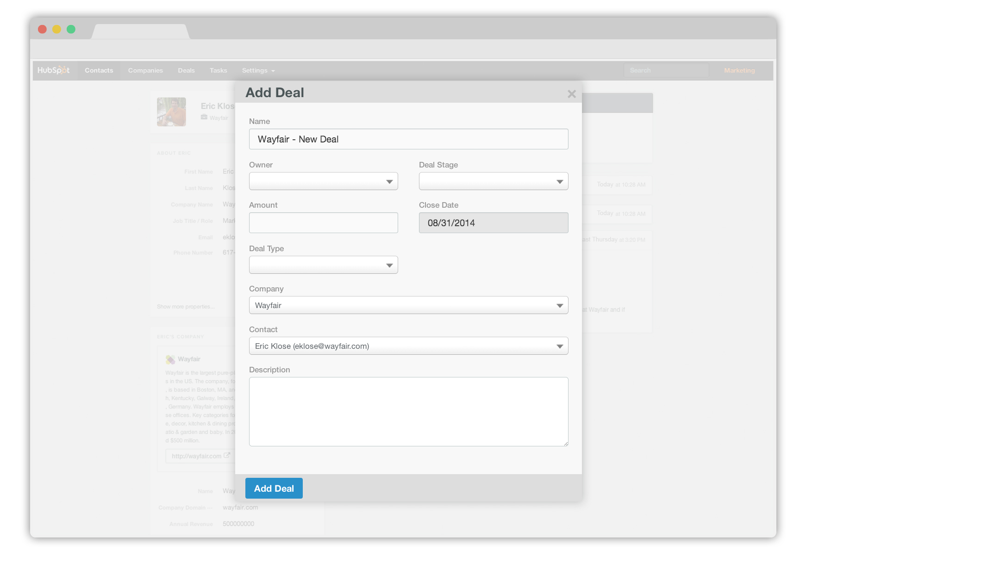 HubSpot
Contacts
Companies
Deals
Tasks
Settings
Search
Marketing
Add Deal
Eric Klos
Wayfair
Name
Wayfair - New Deal
ABOUT ERIC
Owner
Deal Stage
First Name Eric
Last Name Klos
Today at 10:28 AM
Company Name Way
Amount
Close Date
08/31/2014
Today at 10:28 AM
Job Title / Role Mark
Email eklo
ast Thursday at 3:20 PM
Phone Number 617-
Deal Type
Company
Wayfair
Show more properties...
at Wayfair and if
Contact
Eric Klose (eklose@wayfair.com)
ERIC'S COMPANY
Wayfair
Wayfair is the largest pure-pl
s in the US. The company, fo
, is based in Boston, MA, an
h, Kentucky, Galway, Ireland,
, Germany. Wayfair employs
se offices. Key categories fo
e, decor, kitchen & dining pro
atio & garden and baby. In 20
d $500 million.
http://wayfair.com
Description
Add Deal
Name Way
Company Domain ... wayfair.com
Annual Revenue 500000000